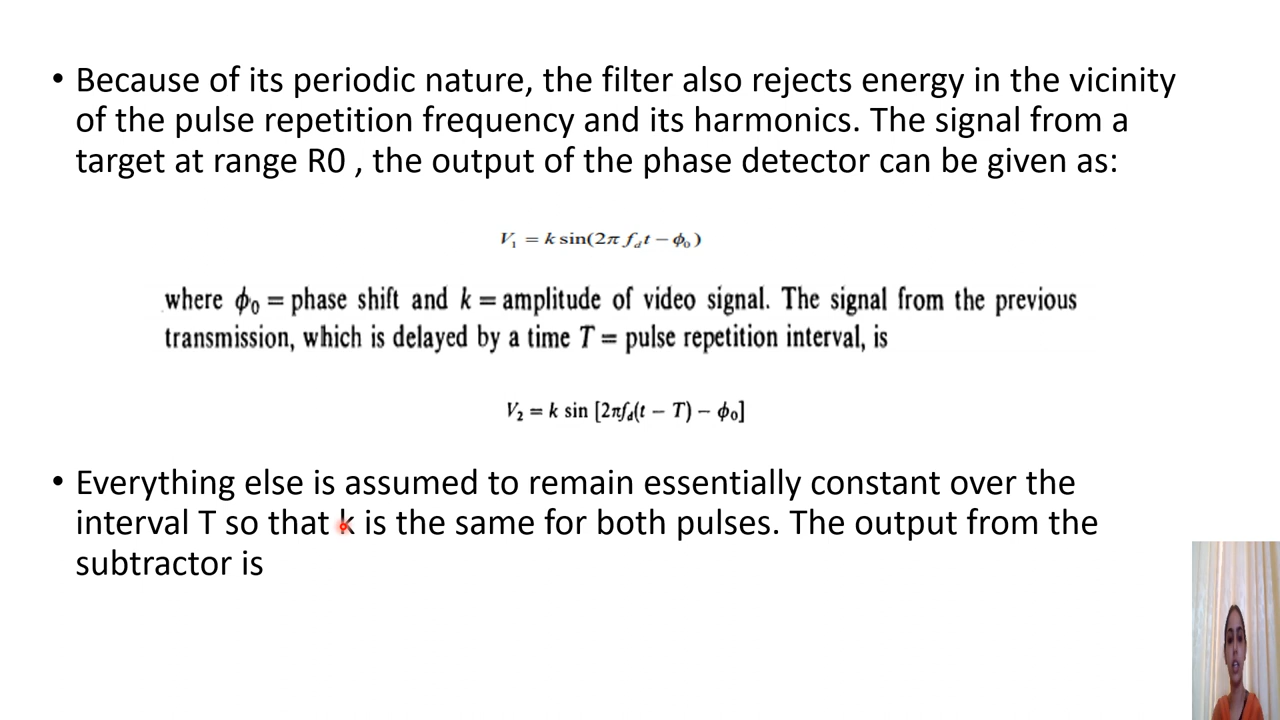 • Because of its periodic nature, the filter also rejects energy in the vicinity
of the pulse repetition frequency and its harmonics. The signal from a
target at range R0 , the output of the phase detector can be given as:
V₁ = k sin(2π f_d t − ϕ₀)
where ϕ₀ = phase shift and k = amplitude of video signal. The signal from the previous
transmission, which is delayed by a time T = pulse repetition interval, is
V₂ = k sin [2πf_d(t − T) − ϕ₀]
• Everything else is assumed to remain essentially constant over the
interval T so that k is the same for both pulses. The output from the
subtractor is